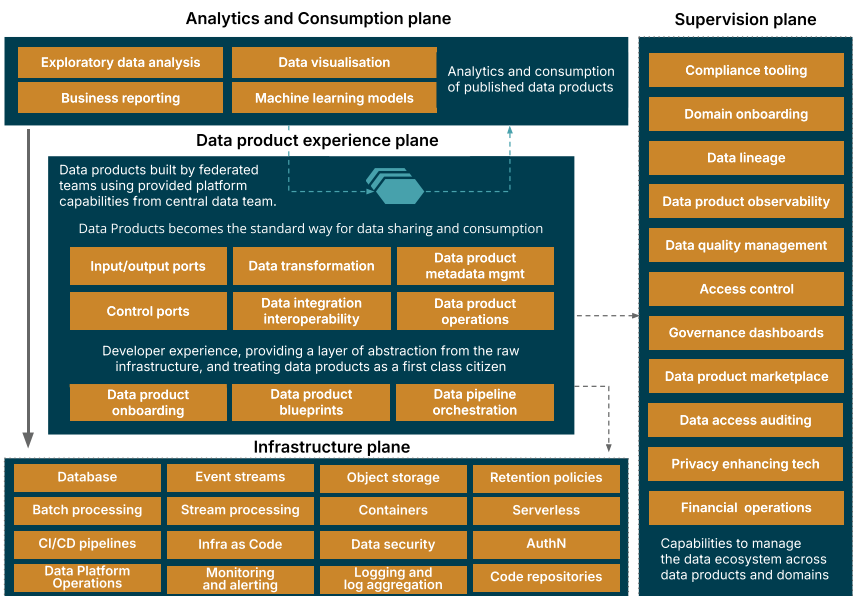 Analytics and Consumption plane
Exploratory data analysis
Data visualisation
Business reporting
Machine learning models
Analytics and consumption
of published data products
Data product experience plane
Data products built by federated
teams using provided platform
capabilities from central data team.
Data Products becomes the standard way for data sharing and consumption
Input/output ports
Data transformation
Data product
metadata mgmt
Control ports
Data integration
interoperability
Data product
operations
Developer experience, providing a layer of abstraction from the raw
infrastructure, and treating data products as a first class citizen
Data product
onboarding
Data product
blueprints
Data pipeline
orchestration
Infrastructure plane
Database
Event streams
Object storage
Retention policies
Batch processing
Stream processing
Containers
Serverless
CI/CD pipelines
Infra as Code
Data security
AuthN
Data Platform
Operations
Monitoring
and alerting
Logging and
log aggregation
Code repositories
Supervision plane
Compliance tooling
Domain onboarding
Data lineage
Data product observability
Data quality management
Access control
Governance dashboards
Data product marketplace
Data access auditing
Privacy enhancing tech
Financial operations
Capabilities to manage
the data ecosystem across
data products and domains